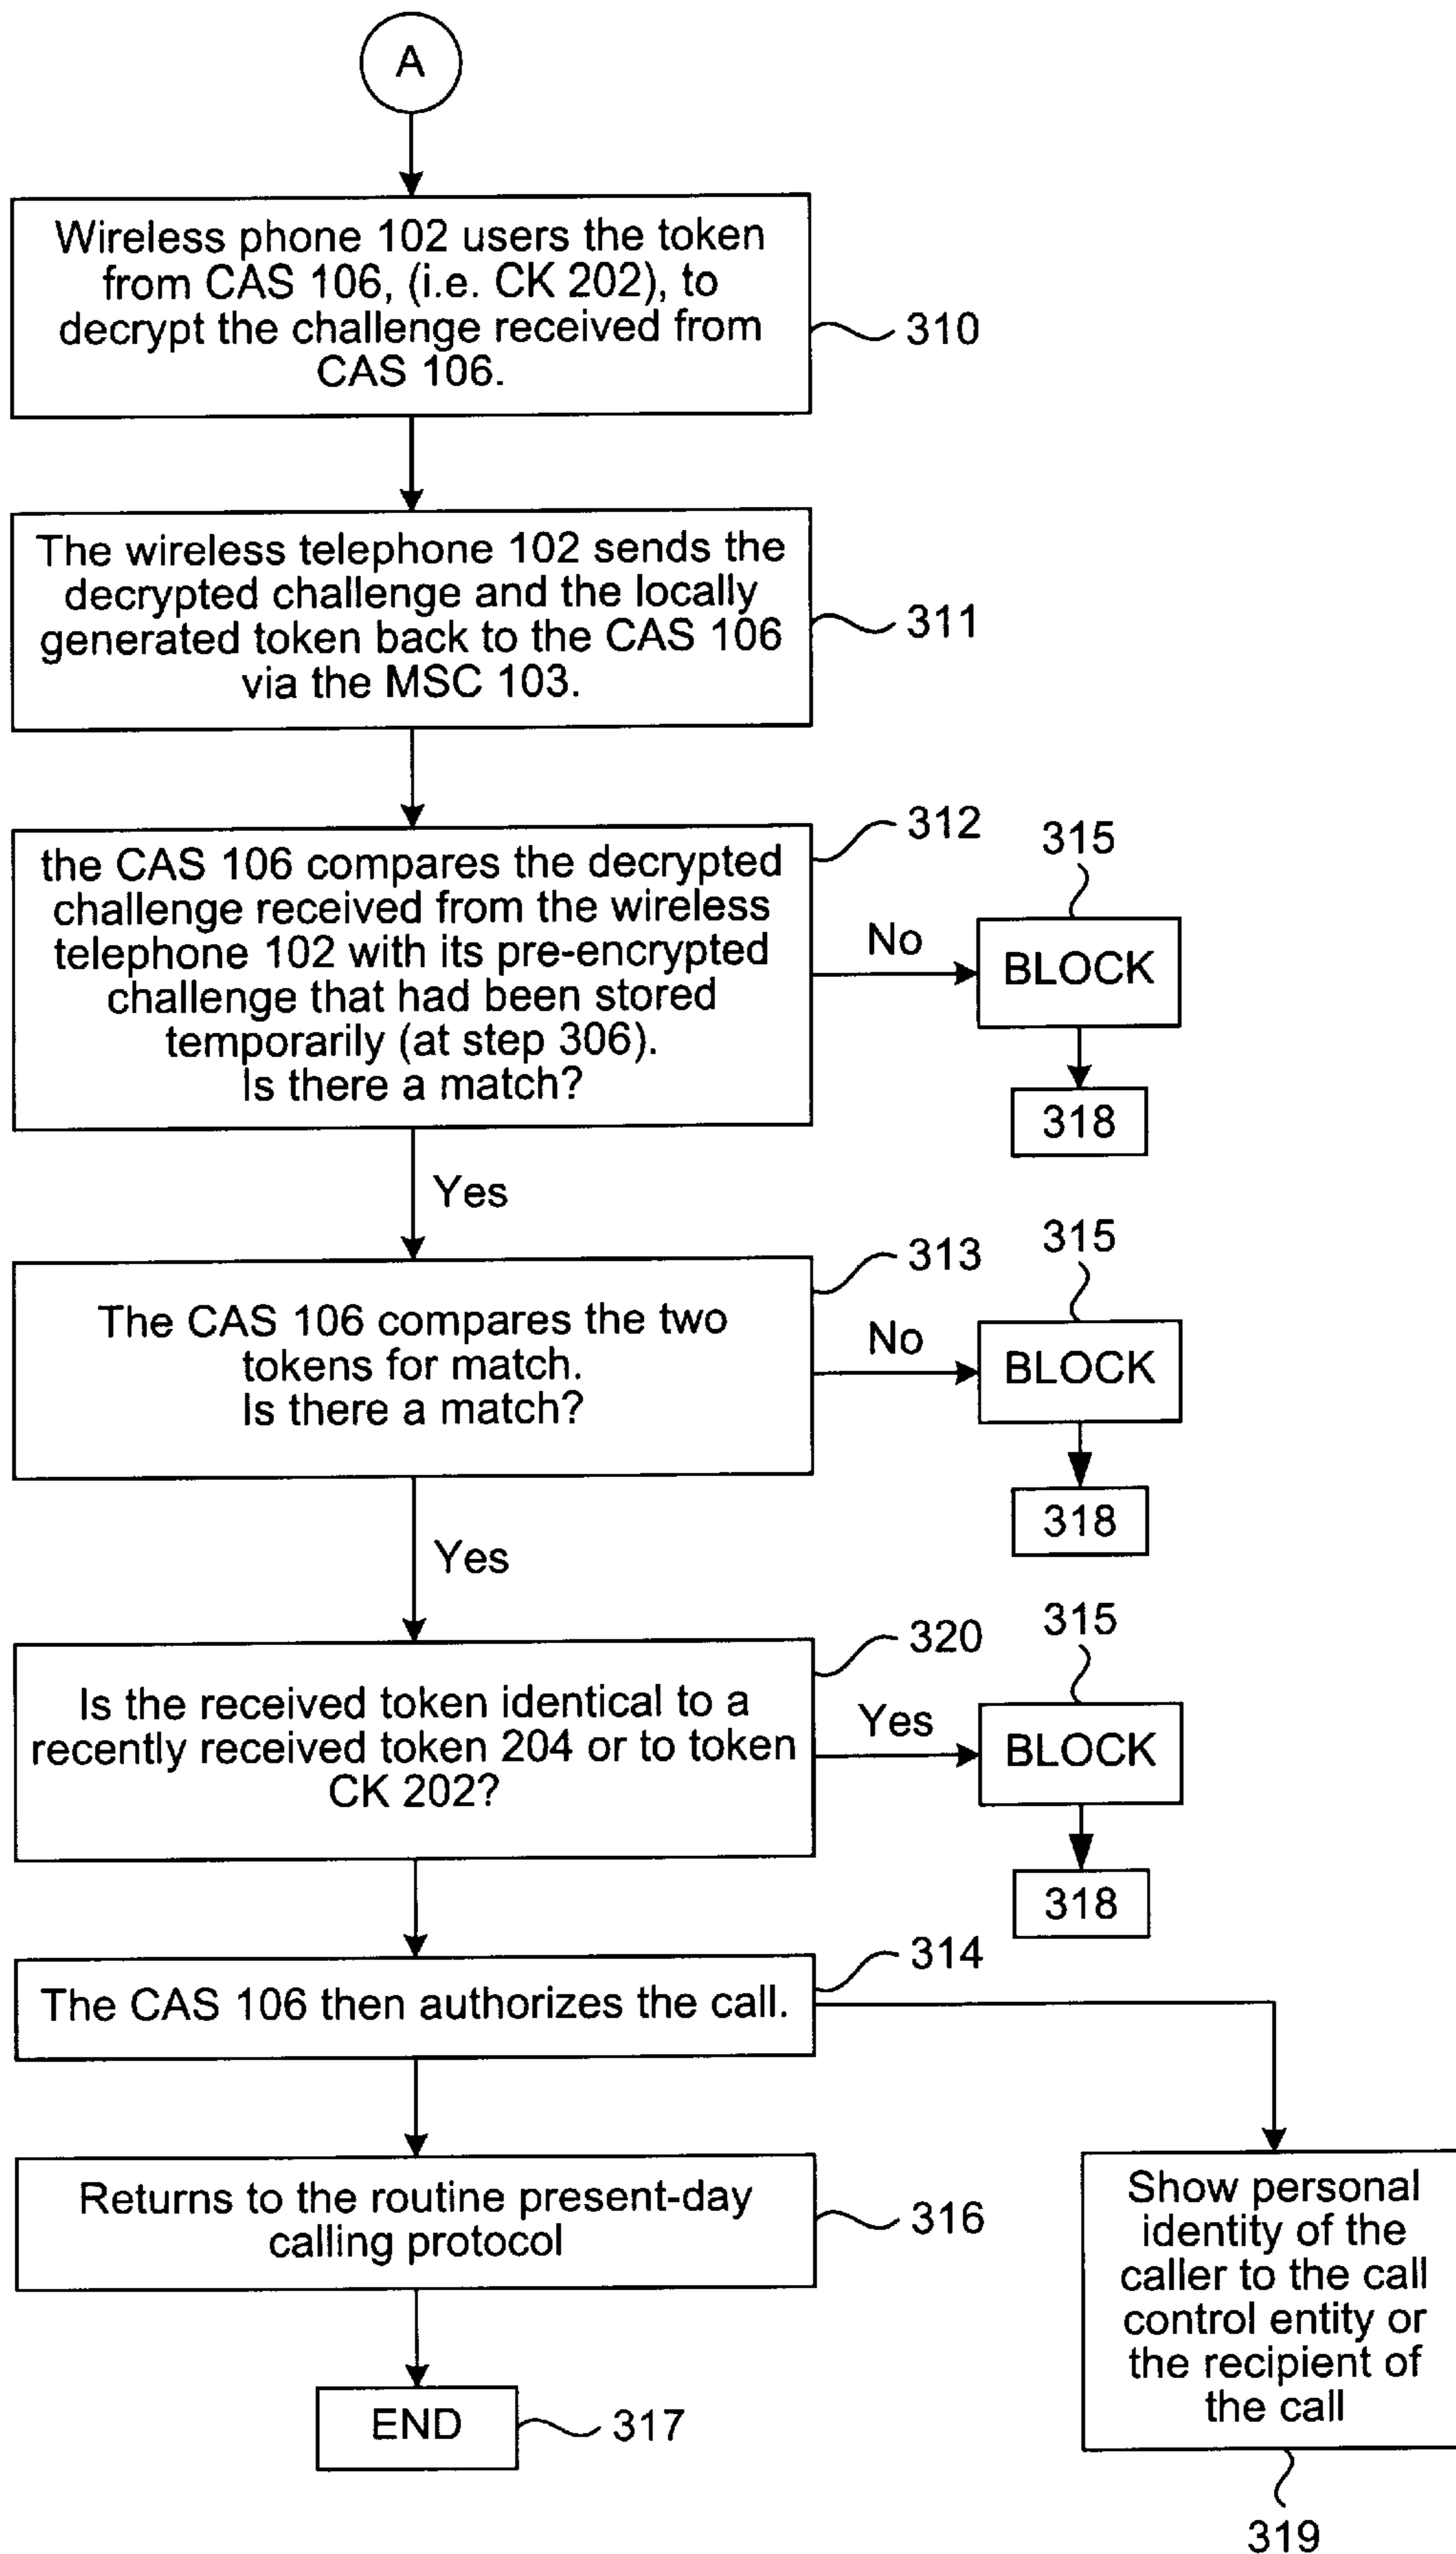 A
Wireless phone 102 users the token
from CAS 106, (i.e. CK 202), to
decrypt the challenge received from
CAS 106.
310
The wireless telephone 102 sends the
decrypted challenge and the locally
generated token back to the CAS 106
via the MSC 103.
311
the CAS 106 compares the decrypted
challenge received from the wireless
telephone 102 with its pre-encrypted
challenge that had been stored
temporarily (at step 306).
Is there a match?
312
No
315
BLOCK
318
Yes
The CAS 106 compares the two
tokens for match.
Is there a match?
313
No
315
BLOCK
318
Yes
Is the received token identical to a
recently received token 204 or to token
CK 202?
320
Yes
315
BLOCK
318
The CAS 106 then authorizes the call.
314
Returns to the routine present-day
calling protocol
316
END
317
Show personal
identity of the
caller to the call
control entity or
the recipient of
the call
319